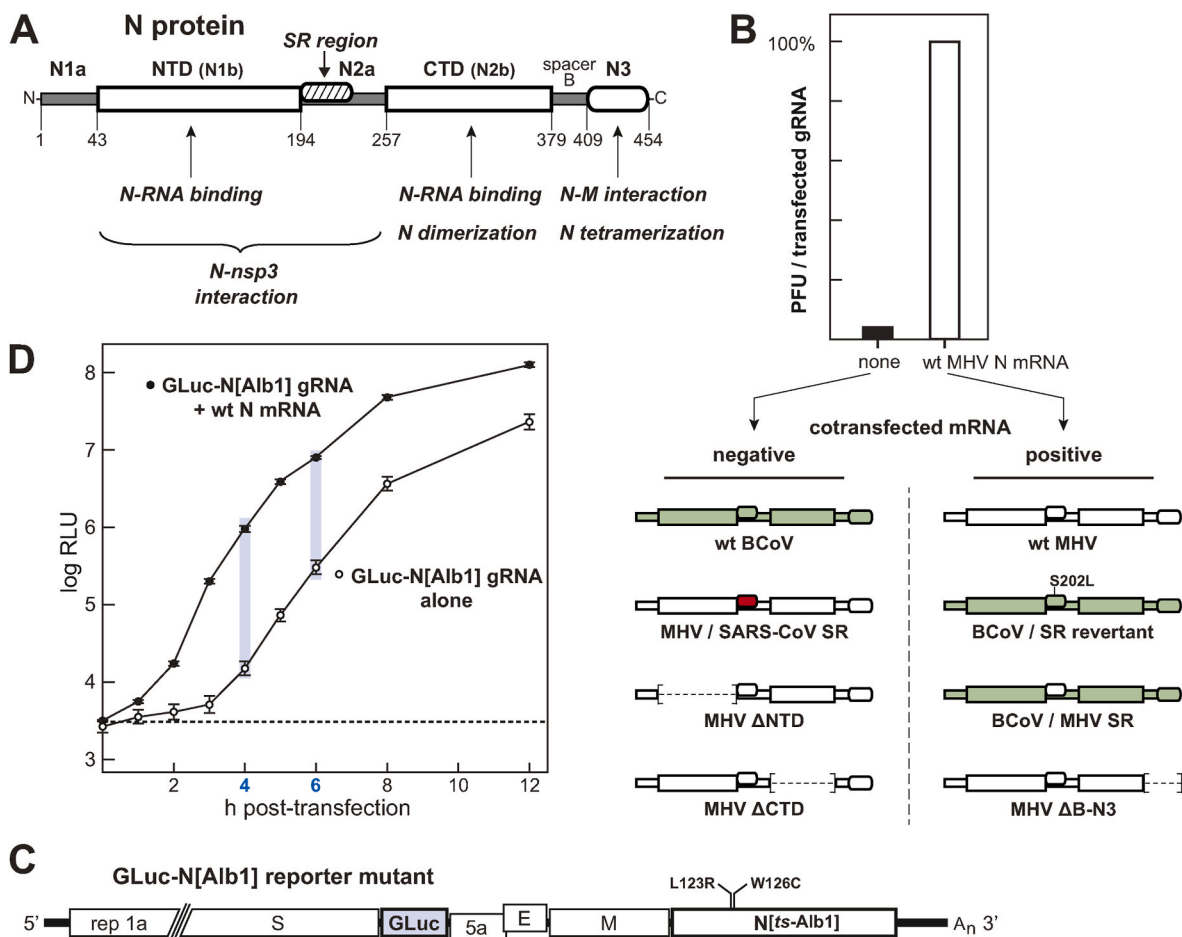 A
N protein
SR region
N1a NTD (N1b) N2a CTD (N2b) spacer B N3
N C
1 43 194 257 379 409 454
N-RNA binding
N-RNA binding
N dimerization
N-M interaction
N tetramerization
N-nsp3
interaction
B
100%
PFU / transfected gRNA
none wt MHV N mRNA
cotransfected mRNA
negative
positive
wt BCoV
wt MHV
S202L
MHV / SARS-CoV SR
BCoV / SR revertant
MHV ΔNTD
BCoV / MHV SR
MHV ΔCTD
MHV ΔB-N3
D
GLuc-N[Alb1] gRNA
+ wt N mRNA
GLuc-N[Alb1] gRNA
alone
log RLU
8
7
6
5
4
3
2 4 6 8 10 12
h post-transfection
C
GLuc-N[Alb1] reporter mutant
L123R W126C
5' rep 1a S GLuc 5a E M N[ts-Alb1] An 3'